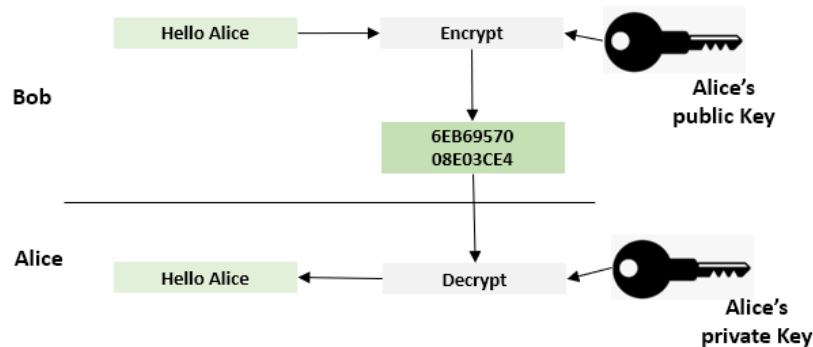 Hello Alice
Encrypt
Alice's
public Key
Bob
6EB69570
08E03CE4
Alice
Hello Alice
Decrypt
Alice's
private Key